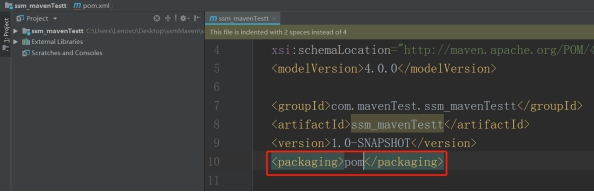 ssm_mavenTestt pom.xml
Project
ssm_mavenTestt C:\Users\Lenovo\Desktop\ssmMaven\
External Libraries
Scratches and Consoles
1: Project
ssm_mavenTestt
This file is indented with 2 spaces instead of 4
4 xsi:schemaLocation="http://maven.apache.org/POM/
5 <modelVersion>4.0.0</modelVersion>
6
7 <groupId>com.mavenTest.ssm_mavenTestt</groupId>
8 <artifactId>ssm_mavenTestt</artifactId>
9 <version>1.0-SNAPSHOT</version>
10 <packaging>pom</packaging>
11